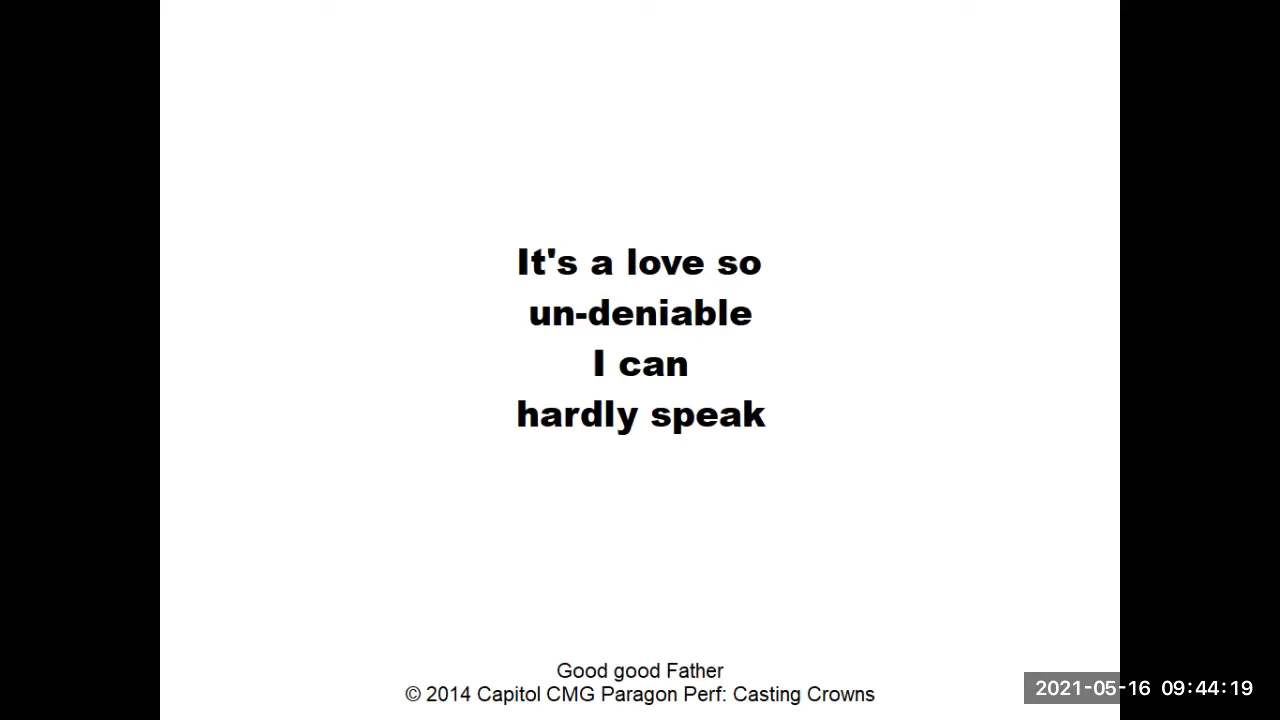 It's a love so
un-deniable
I can
hardly speak
Good good Father
© 2014 Capitol CMG Paragon Perf: Casting Crowns
2021-05-16 09:44:19